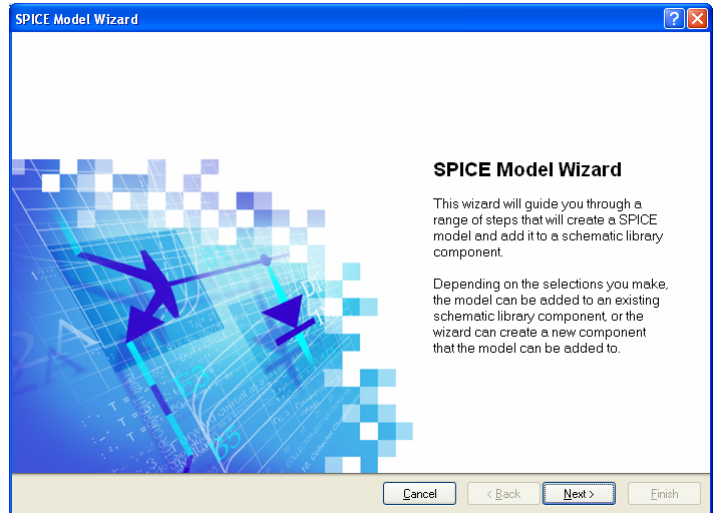 SPICE Model Wizard
SPICE Model Wizard
This wizard will guide you through a
range of steps that will create a SPICE
model and add it to a schematic library
component.
Depending on the selections you make,
the model can be added to an existing
schematic library component, or the
wizard can create a new component
that the model can be added to.
2A
65
Cancel
< Back
Next >
Finish